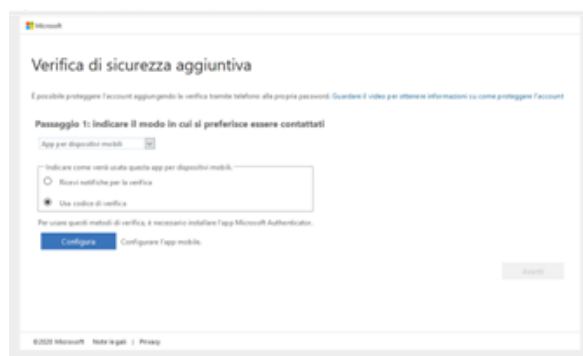 Microsoft
Verifica di sicurezza aggiuntiva
È possibile proteggere l'account aggiungendo la verifica tramite telefono alla propria password. Guardare il video per ottenere informazioni su come proteggere l'account
Passaggio 1: indicare il modo in cui si preferisce essere contattati
App per dispositivi mobili
Indicare come verrà usata questa app per dispositivi mobili.
Ricevi notifiche per la verifica
Usa codice di verifica
Per usare questi metodi di verifica, è necessario installare l'app Microsoft Authenticator.
Configura Configurare l'app mobile.
Avanti
©2020 Microsoft Note legali | Privacy